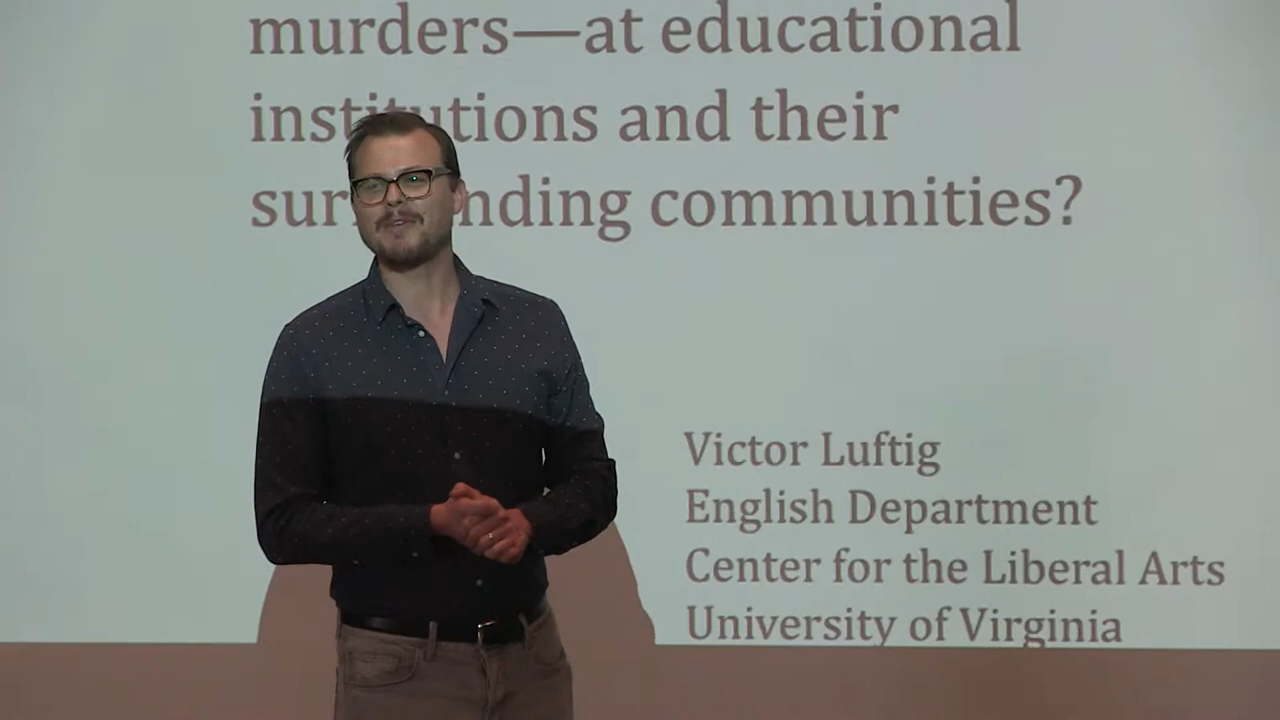 murders—at educational
institutions and their
surrounding communities?
Victor Luftig
English Department
Center for the Liberal Arts
University of Virginia